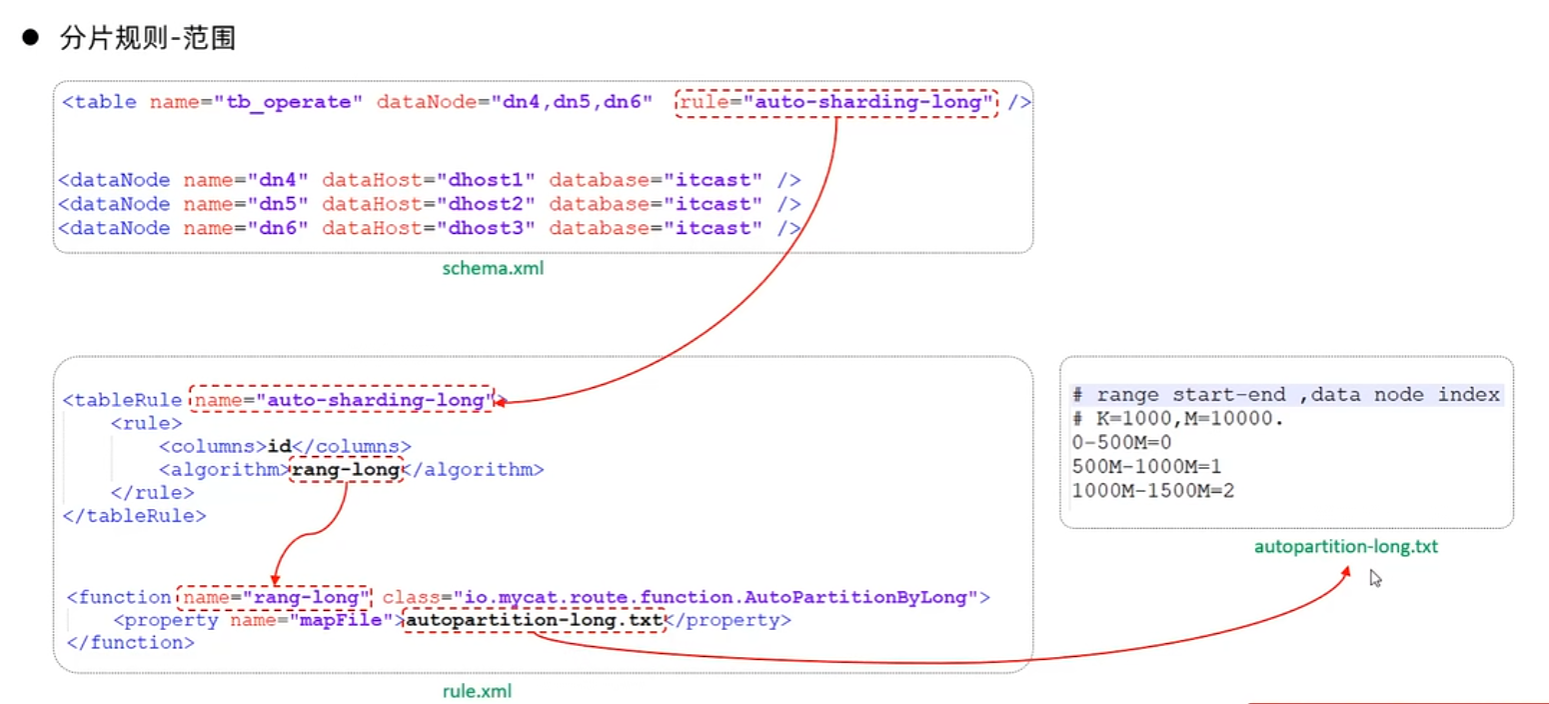 ● 分片规则-范围
<table name="tb_operate" dataNode="dn4,dn5,dn6" rule="auto-sharding-long" />
<dataNode name="dn4" dataHost="dhost1" database="itcast" />
<dataNode name="dn5" dataHost="dhost2" database="itcast" />
<dataNode name="dn6" dataHost="dhost3" database="itcast" />
schema.xml
<tableRule name="auto-sharding-long">
<rule>
<columns>id</columns>
<algorithm>rang-long</algorithm>
</rule>
</tableRule>
<function name="rang-long" class="io.mycat.route.function.AutoPartitionByLong">
<property name="mapFile">autopartition-long.txt</property>
</function>
rule.xml
# range start-end ,data node index
# K=1000,M=10000.
0-500M=0
500M-1000M=1
1000M-1500M=2
autopartition-long.txt